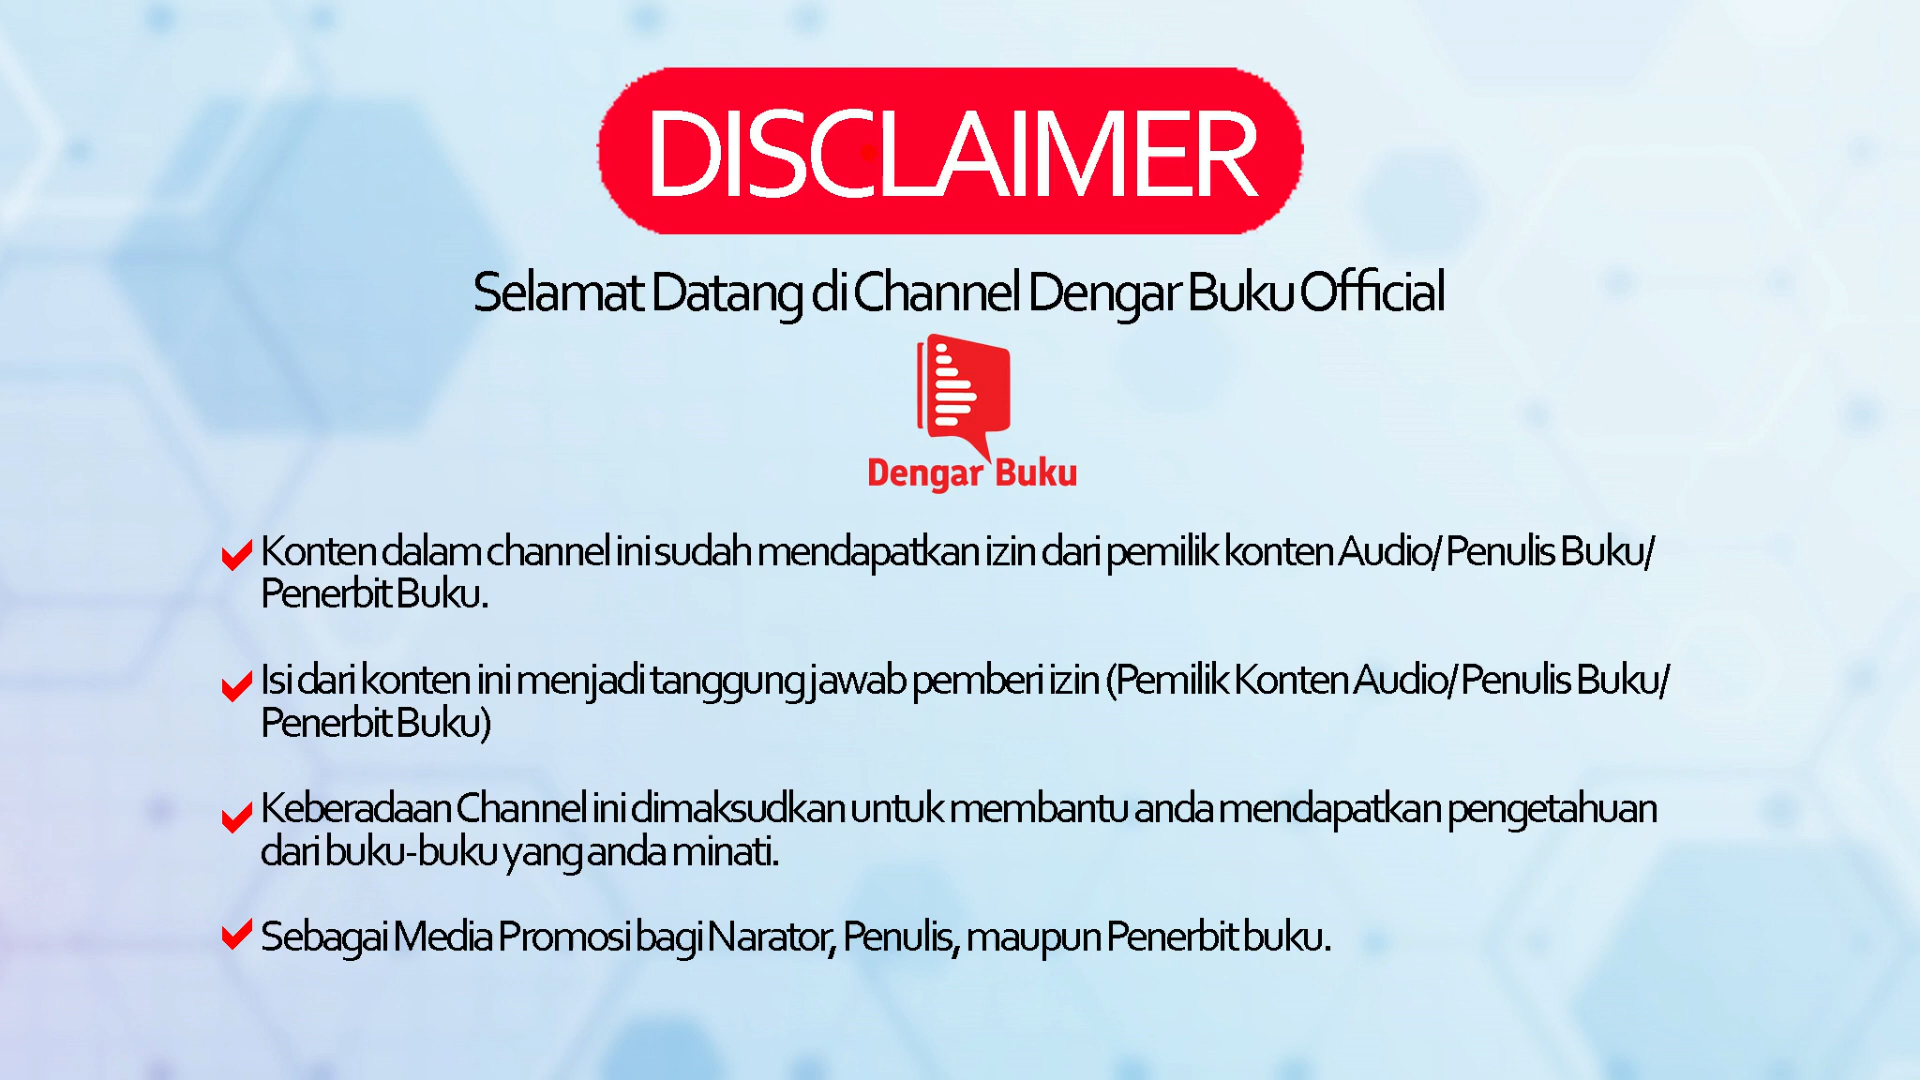 DISCLAIMER
Selamat Datang di Channel Dengar Buku Official
Dengar Buku
Konten dalam channel ini sudah mendapatkan izin dari pemilik konten Audio/ Penulis Buku/
Penerbit Buku.
Isi dari konten ini menjadi tanggung jawab pemberi izin (Pemilik Konten Audio/ Penulis Buku/
Penerbit Buku)
Keberadaan Channel ini dimaksudkan untuk membantu anda mendapatkan pengetahuan
dari buku-buku yang anda minati.
Sebagai Media Promosi bagi Narator, Penulis, maupun Penerbit buku.